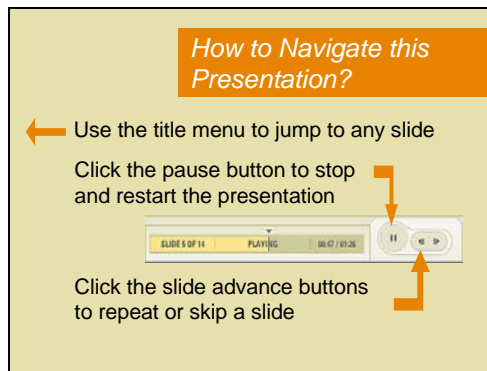 How to Navigate this
Presentation?
Use the title menu to jump to any slide
Click the pause button to stop
and restart the presentation
SLIDE 5 OF 14 PLAYING 00:47 / 01:26
Click the slide advance buttons
to repeat or skip a slide